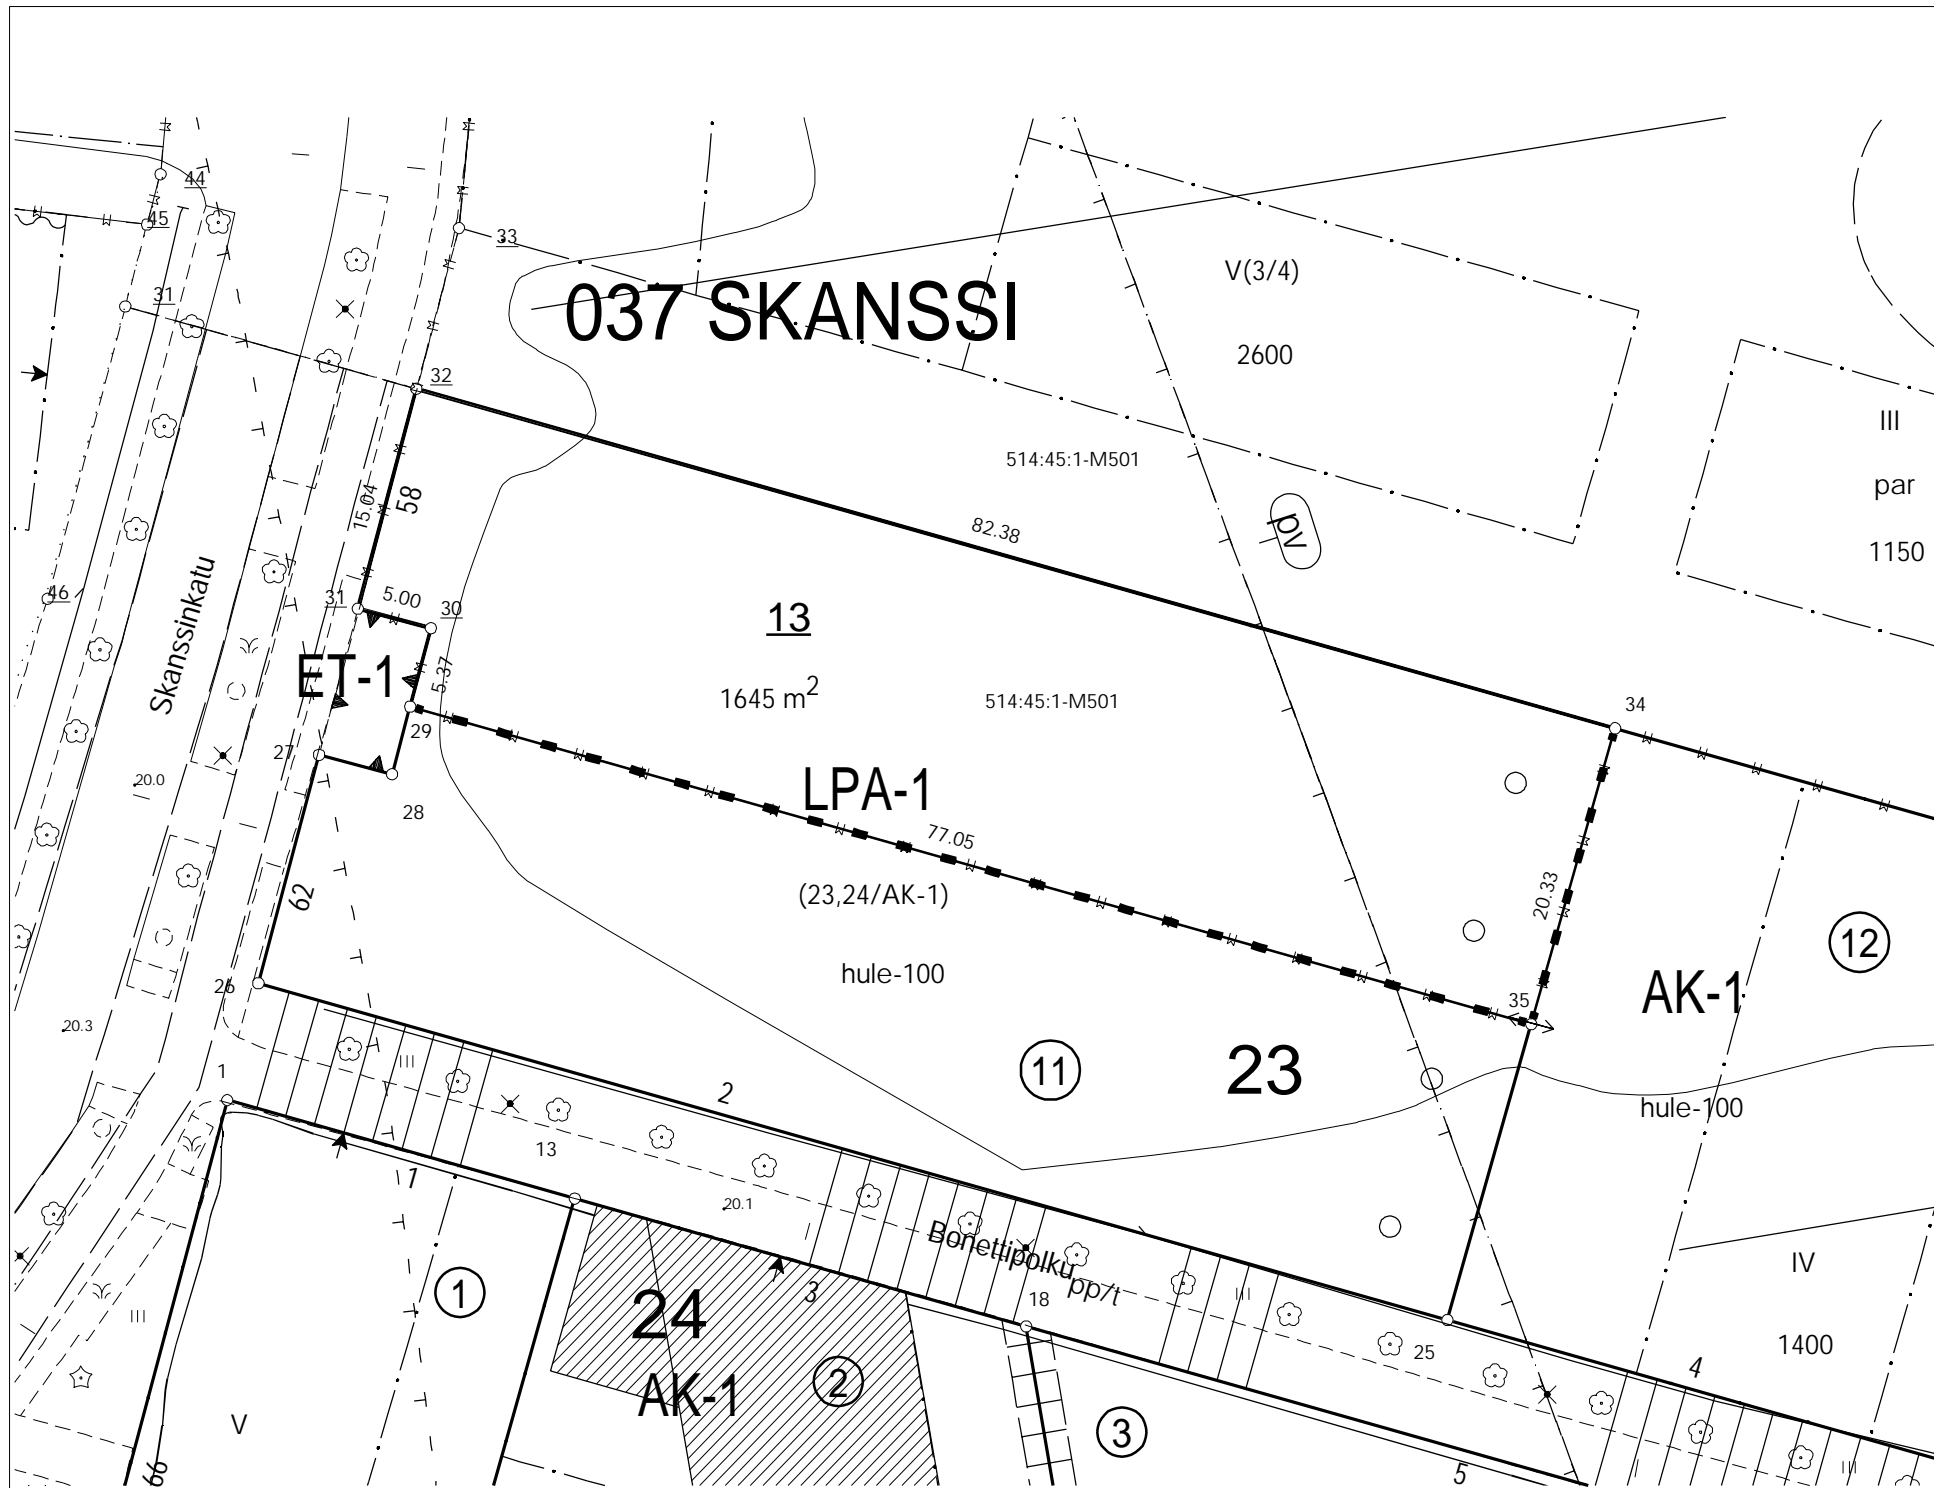 44
45
33
31
V(3/4)
037 SKANSSI
2600
32
III
514:45:1-M501
par
15.04
58
82.38
pv
1150
46
31
5.00
30
13
Skanssinkatu
ET-1
5.37
1645 m2
514:45:1-M501
34
29
27
20.0
LPA-1
28
77.05
62
(23,24/AK-1)
20.33
12
hule-100
26
35
AK-1
20.3
III
11
23
1
2
hule-100
13
1
20.1
Bonettipolku
pp/t
IV
1
24
3
18
III
III
25
1400
AK-1
2
4
V
3
66
5
III